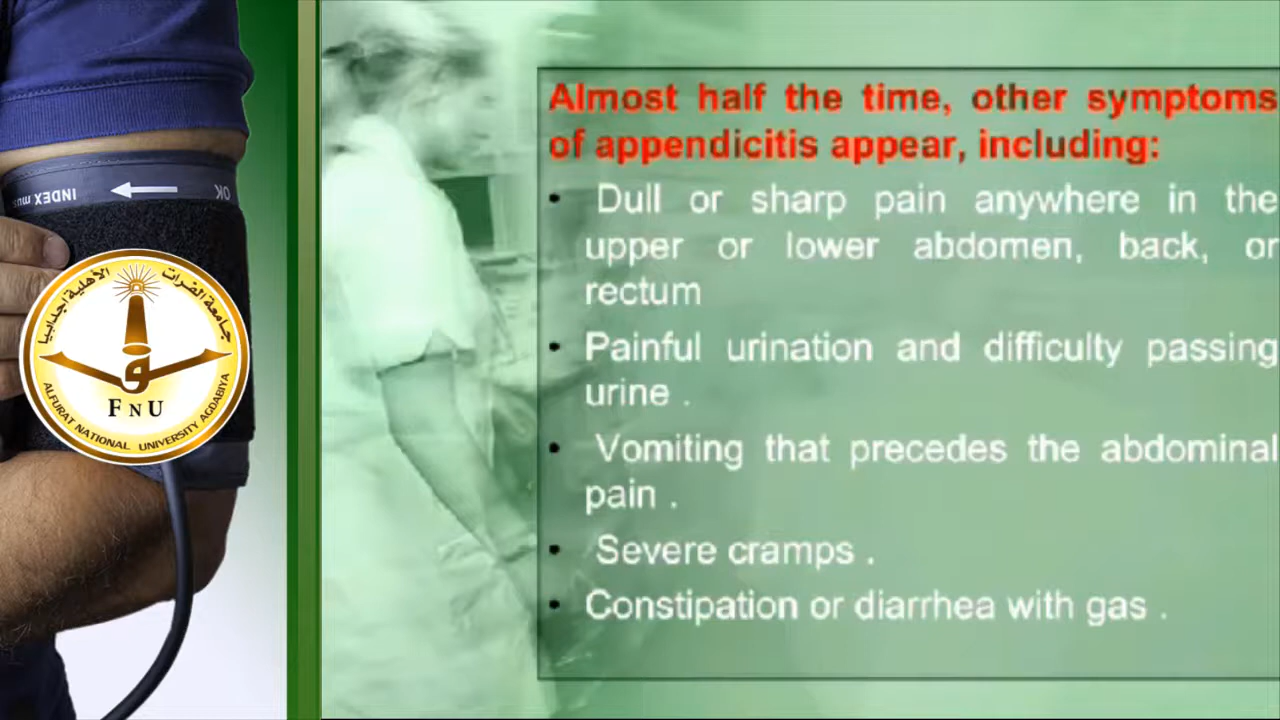 INDEX
OK
جامعة الفرات الأهلية اجدابيا
FNU
ALFURAT NATIONAL UNIVERSITY AGDABIYA
Almost half the time, other symptoms
of appendicitis appear, including:
• Dull or sharp pain anywhere in the
upper or lower abdomen, back, or
rectum
• Painful urination and difficulty passing
urine .
• Vomiting that precedes the abdominal
pain .
• Severe cramps .
• Constipation or diarrhea with gas .